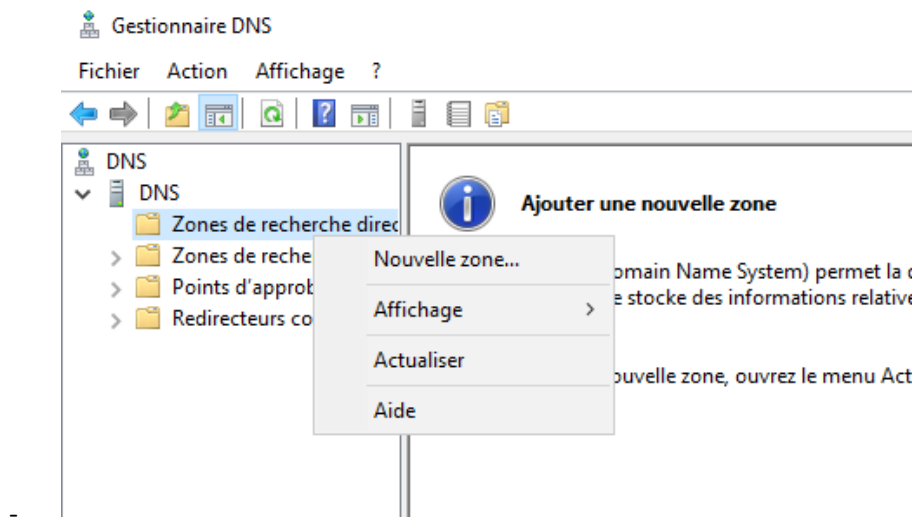 Gestionnaire DNS
Fichier Action Affichage ?
DNS
DNS
Zones de recherche direc
Zones de reche
Points d'approb
Redirecteurs co
Nouvelle zone...
Affichage
Actualiser
Aide
Ajouter une nouvelle zone
omain Name System) permet la
e stocke des informations relative
ouvelle zone, ouvrez le menu Act
-